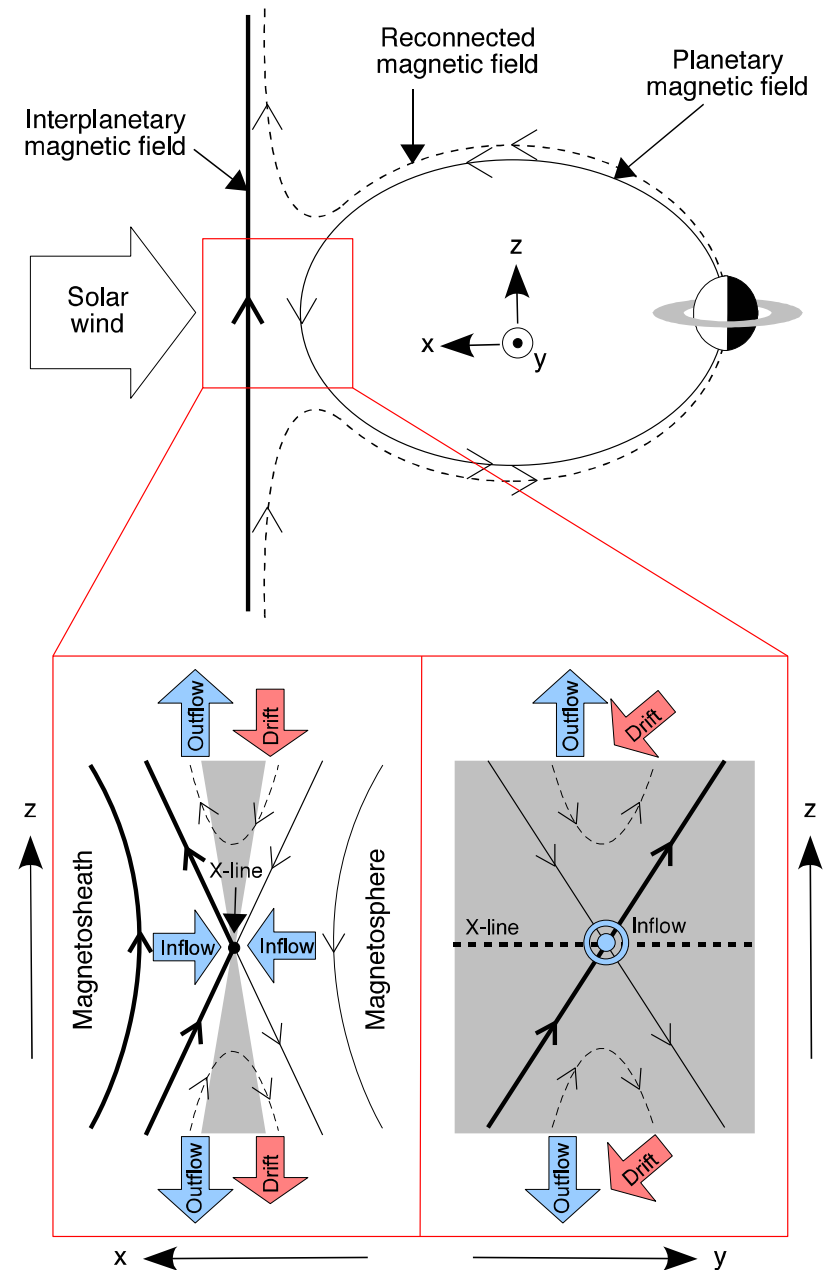 Reconnected
magnetic field
Planetary
magnetic field
Interplanetary
magnetic field
Solar
wind
z
x
y
Outflow
Drift
Outflow
Drift
z
z
Magnetosheath
X-line
Inflow
Inflow
Magnetosphere
X-line
Inflow
Outflow
Drift
Outflow
Drift
x
y